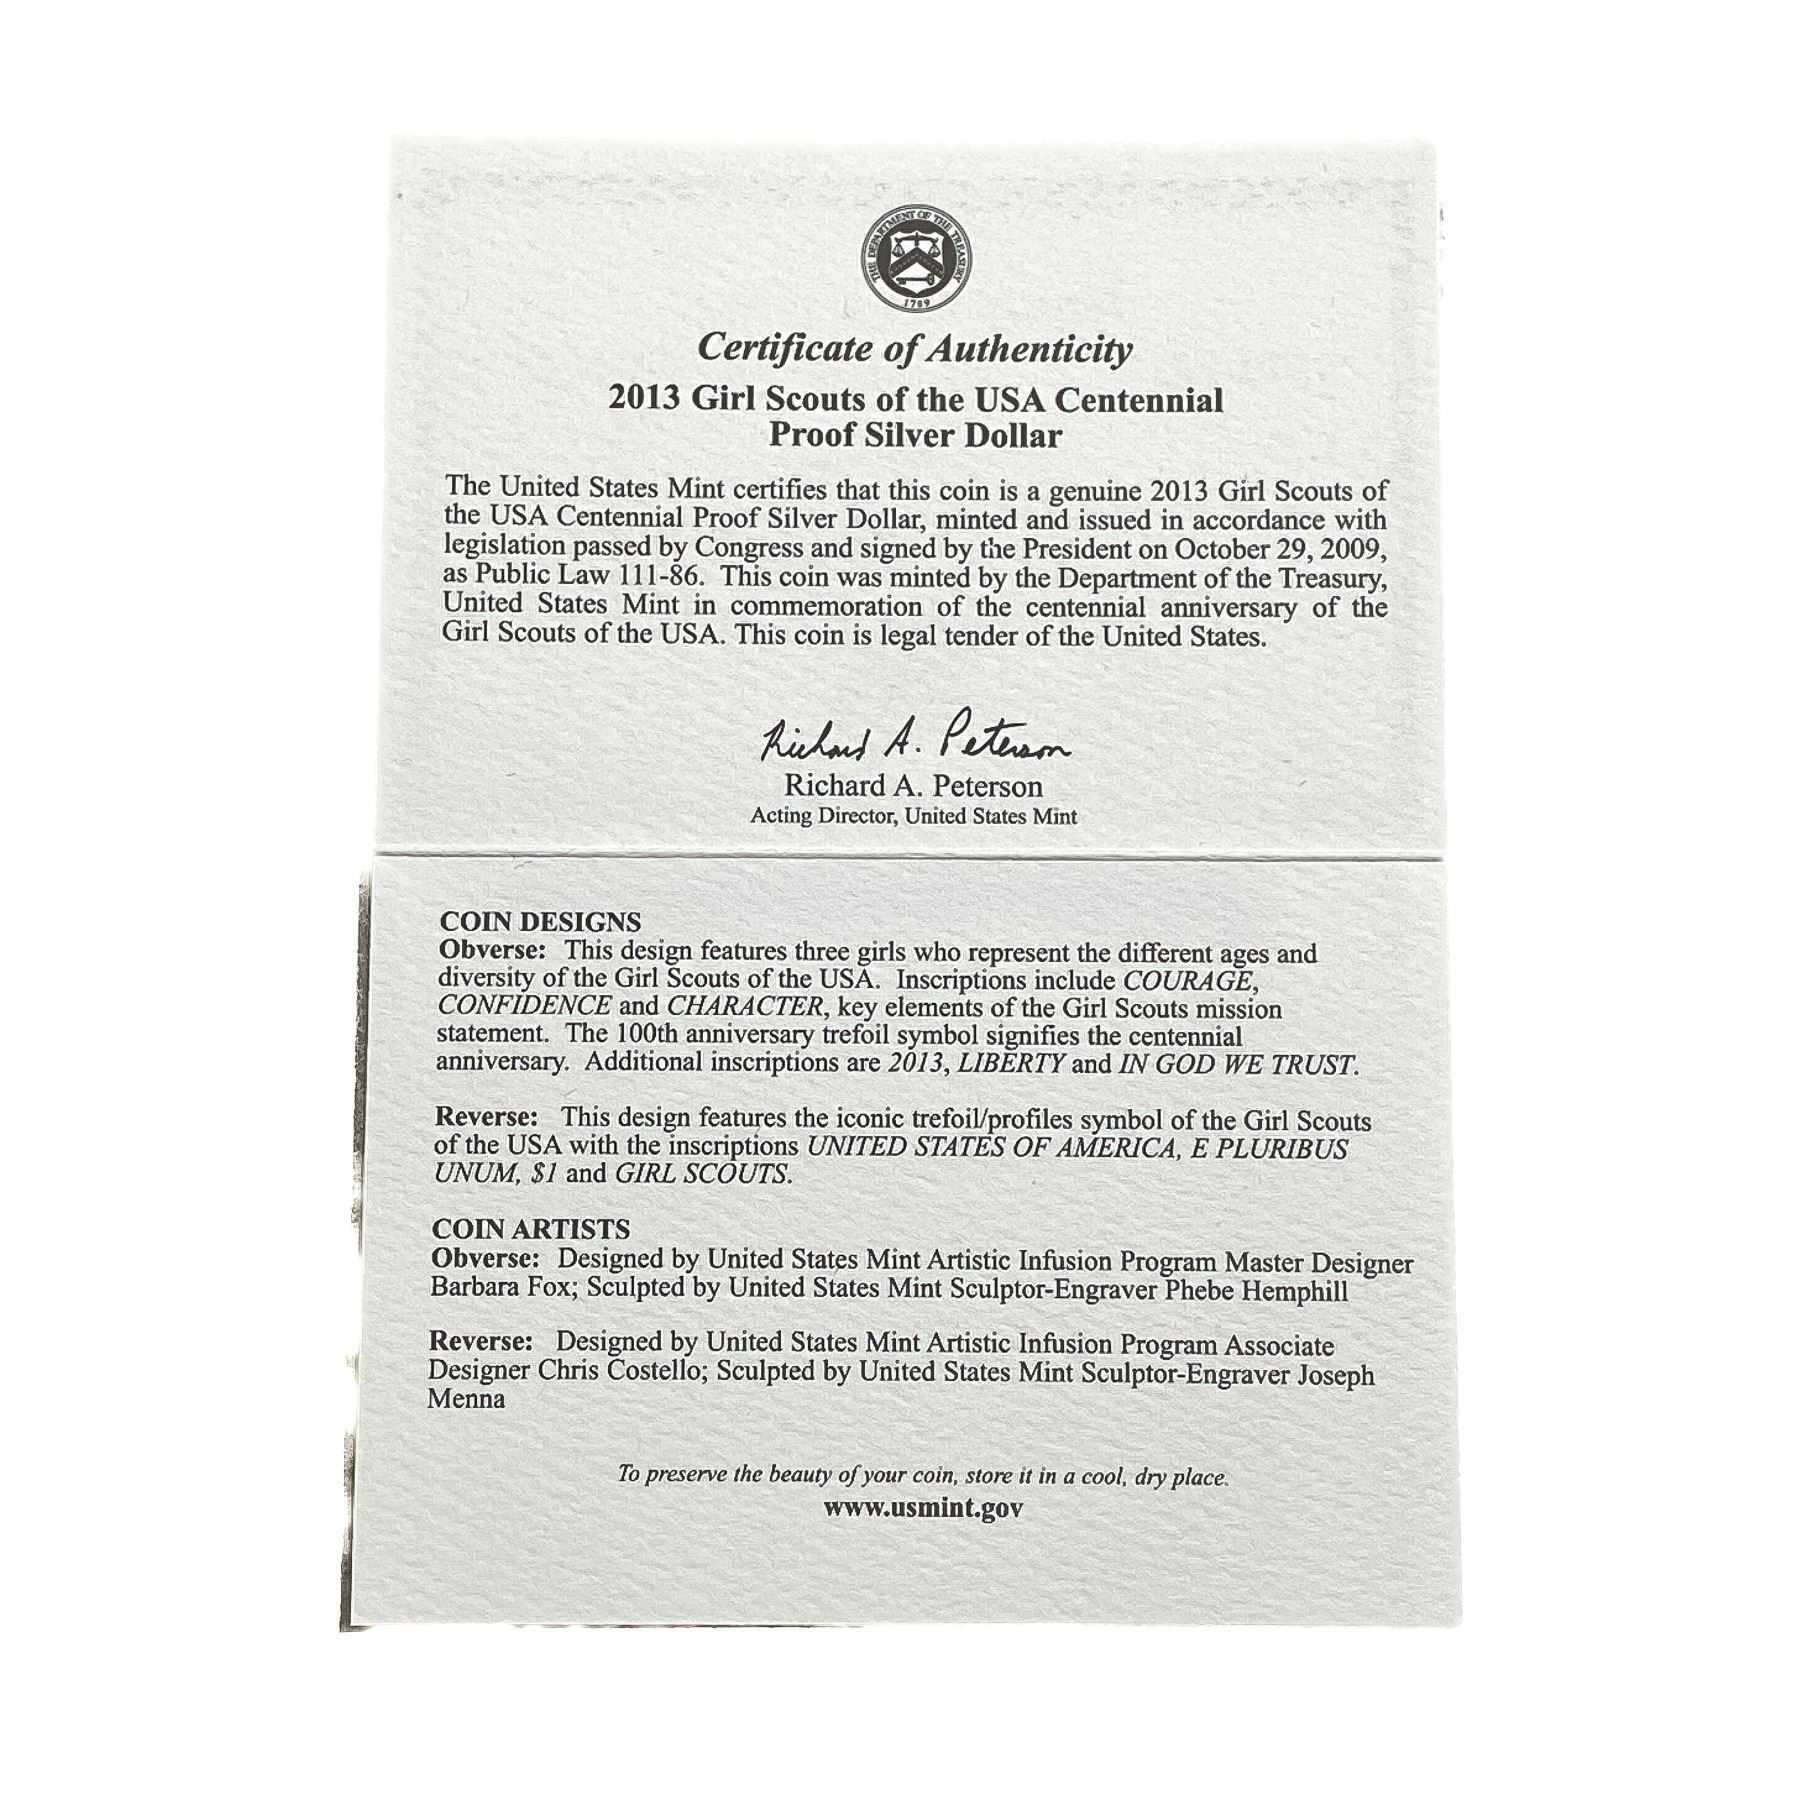 THE DEPARTMENT OF THE TREASURY
1789
Certificate of Authenticity
2013 Girl Scouts of the USA Centennial
Proof Silver Dollar
The United States Mint certifies that this coin is a genuine 2013 Girl Scouts of
the USA Centennial Proof Silver Dollar, minted and issued in accordance with
legislation passed by Congress and signed by the President on October 29, 2009,
as Public Law 111-86. This coin was minted by the Department of the Treasury,
United States Mint in commemoration of the centennial anniversary of the
Girl Scouts of the USA. This coin is legal tender of the United States.
Richard A. Peterson
Richard A. Peterson
Acting Director, United States Mint
COIN DESIGNS
Obverse: This design features three girls who represent the different ages and
diversity of the Girl Scouts of the USA. Inscriptions include COURAGE,
CONFIDENCE and CHARACTER, key elements of the Girl Scouts mission
statement. The 100th anniversary trefoil symbol signifies the centennial
anniversary. Additional inscriptions are 2013, LIBERTY and IN GOD WE TRUST.
Reverse: This design features the iconic trefoil/profiles symbol of the Girl Scouts
of the USA with the inscriptions UNITED STATES OF AMERICA, E PLURIBUS
UNUM, $1 and GIRL SCOUTS.
COIN ARTISTS
Obverse: Designed by United States Mint Artistic Infusion Program Master Designer
Barbara Fox; Sculpted by United States Mint Sculptor-Engraver Phebe Hemphill
Reverse: Designed by United States Mint Artistic Infusion Program Associate
Designer Chris Costello; Sculpted by United States Mint Sculptor-Engraver Joseph
Menna
To preserve the beauty of your coin, store it in a cool, dry place.
www.usmint.gov